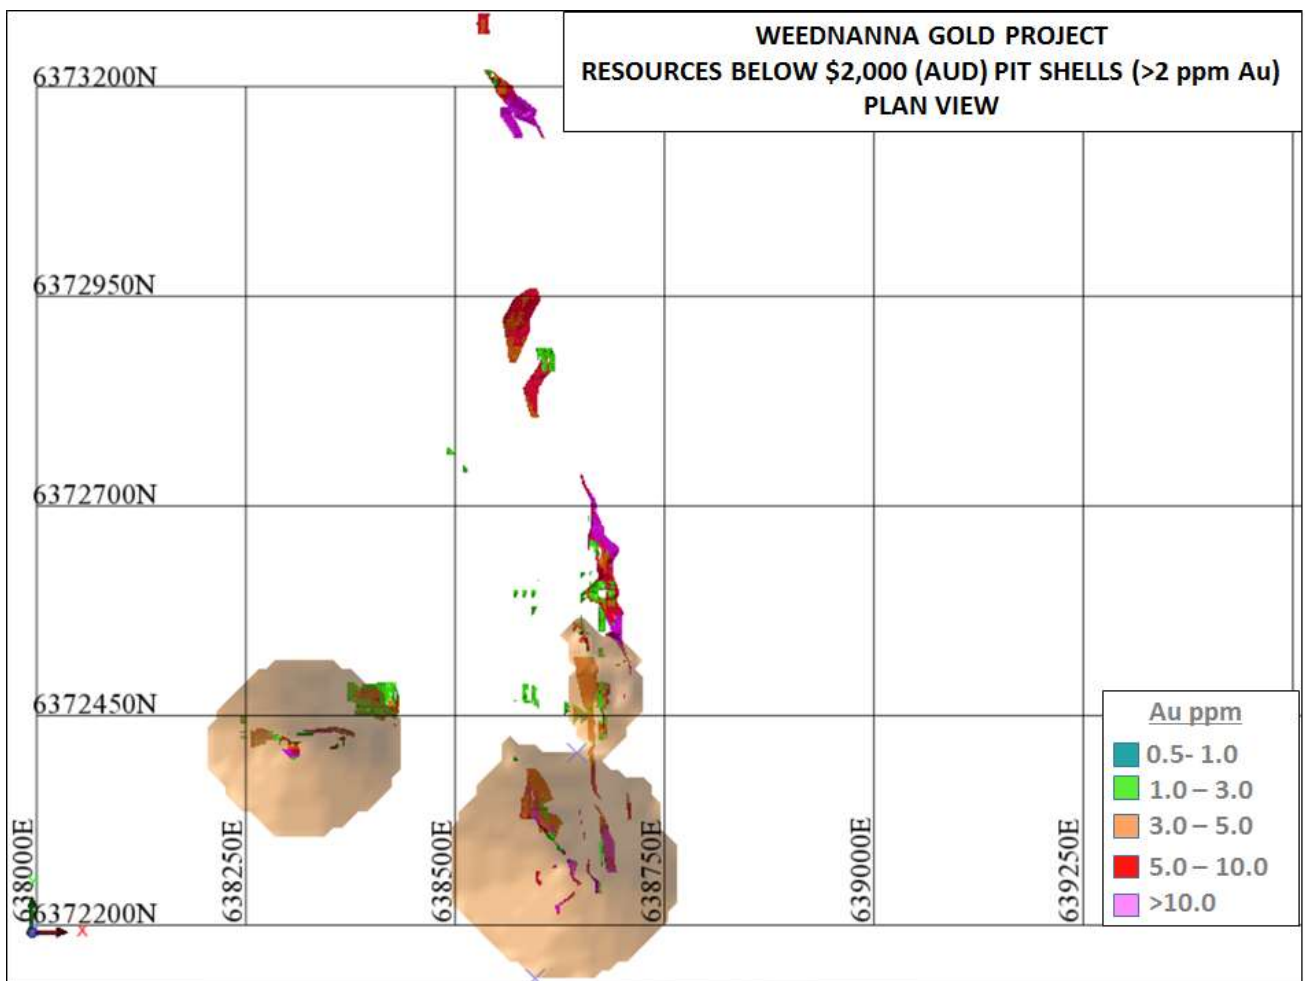 WEEDNANNA GOLD PROJECT
RESOURCES BELOW $2,000 (AUD) PIT SHELLS (>2 ppm Au)
PLAN VIEW
6373200N
6372950N
6372700N
6372450N
6372200N
638000E
638250E
638500E
638750E
639000E
639250E
X
Au ppm
0.5- 1.0
1.0 – 3.0
3.0 – 5.0
5.0 – 10.0
>10.0